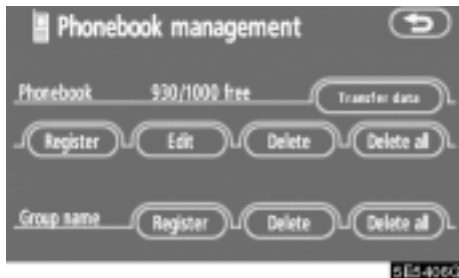 Phonebook management
Phonebook 930/1000 free Transfer data
Register Edit Delete Delete all
Group name Register Delete Delete all
5E54060